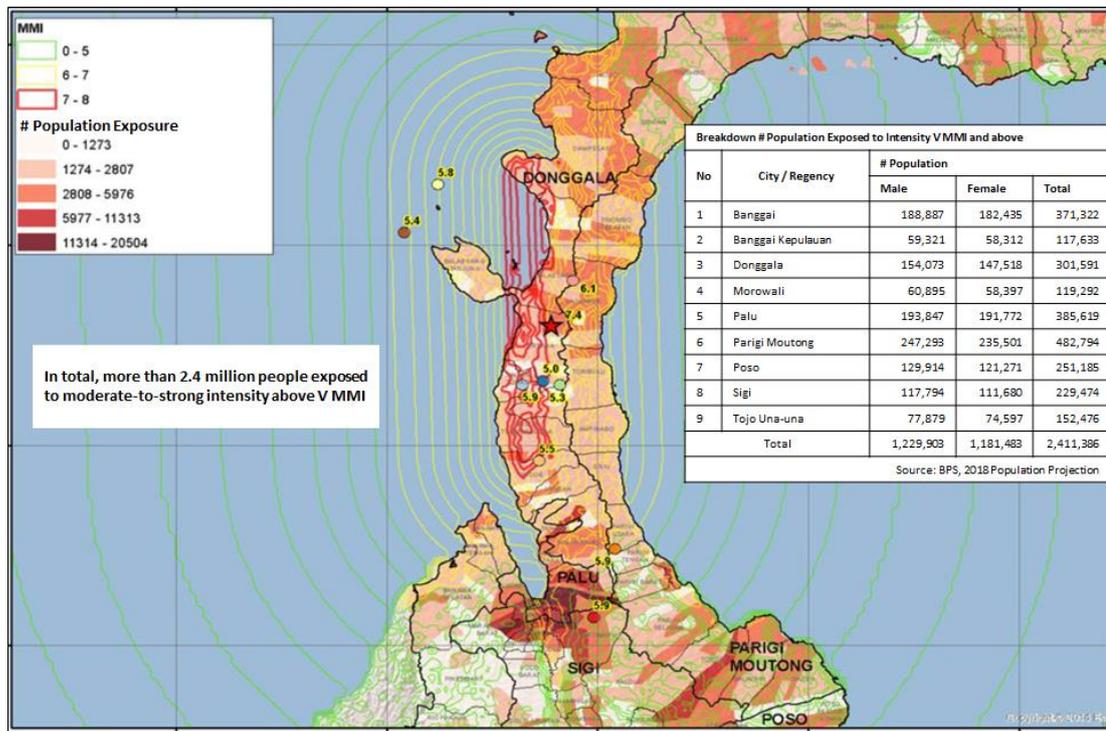 MMI
0 - 5
6 - 7
7 - 8
# Population Exposure
0 - 1273
1274 - 2807
2808 - 5976
5977 - 11313
11314 - 20504
5.8
5.4
DONGGALA
6.1
7.4
5.0
5.9
5.3
5.5
5.9
PALU
5.9
SIGI
PARIGI
MOUTONG
POSO
In total, more than 2.4 million people exposed
to moderate-to-strong intensity above V MMI
Breakdown # Population Exposed to Intensity V MMI and above
No City / Regency # Population
Male Female Total
1 Banggai 188,887 182,435 371,322
2 Banggai Kepulauan 59,321 58,312 117,633
3 Donggala 154,073 147,518 301,591
4 Morowali 60,895 58,397 119,292
5 Palu 193,847 191,772 385,619
6 Parigi Moutong 247,293 235,501 482,794
7 Poso 129,914 121,271 251,185
8 Sigi 117,794 111,680 229,474
9 Tojo Una-una 77,879 74,597 152,476
Total 1,229,903 1,181,483 2,411,386
Source: BPS, 2018 Population Projection